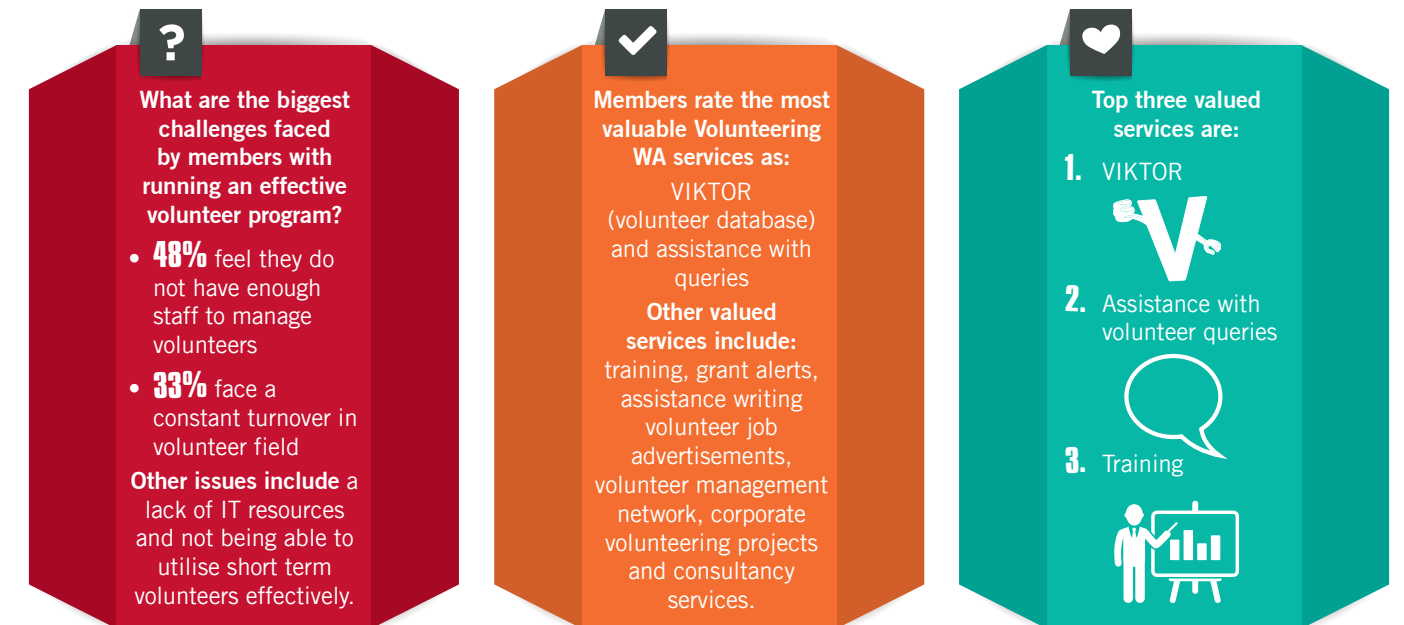 ?
What are the biggest
challenges faced
by members with
running an effective
volunteer program?
• 48% feel they do
not have enough
staff to manage
volunteers
• 33% face a
constant turnover in
volunteer field
Other issues include a
lack of IT resources
and not being able to
utilise short term
volunteers effectively.
Members rate the most
valuable Volunteering
WA services as:
VIKTOR
(volunteer database)
and assistance with
queries
Other valued
services include:
training, grant alerts,
assistance writing
volunteer job
advertisements,
volunteer management
network, corporate
volunteering projects
and consultancy
services.
Top three valued
services are:
1. VIKTOR
V
2. Assistance with
volunteer queries
3. Training